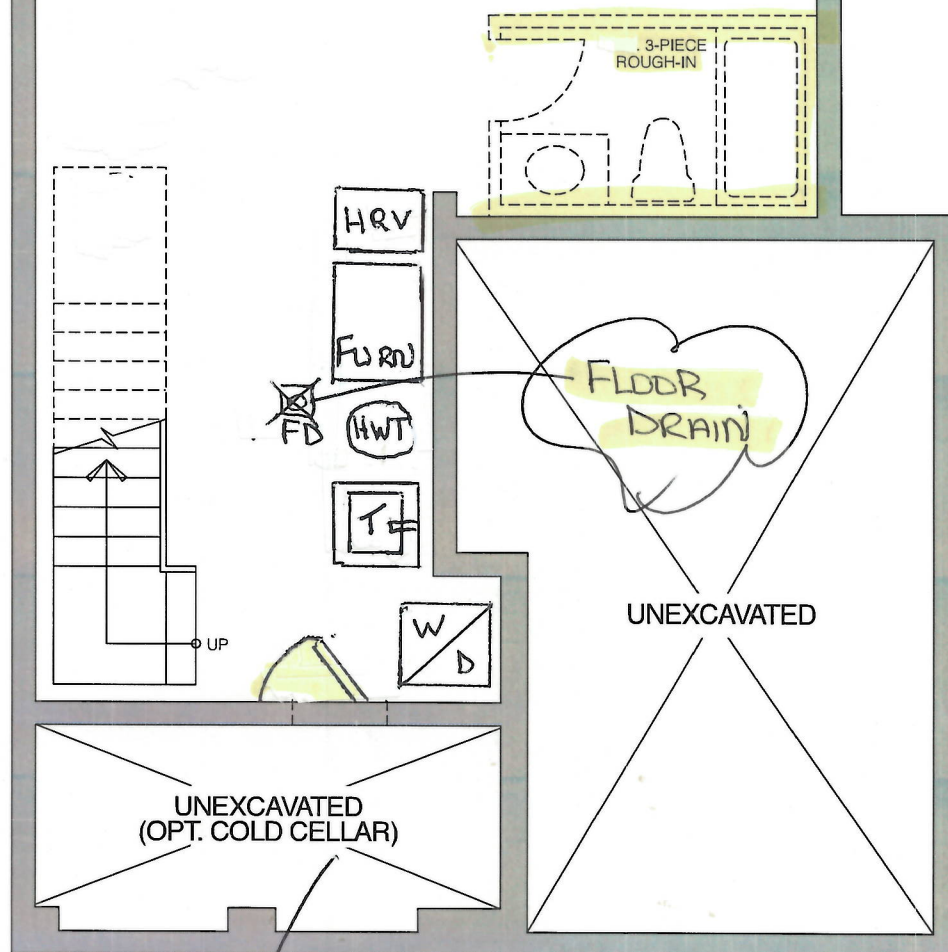 . 3-PIECE
ROUGH-IN
HRV
FURN
FLOOR
DRAIN
FD
HWT
T
UNEXCAVATED
W
D
UP
UNEXCAVATED
(OPT. COLD CELLAR)